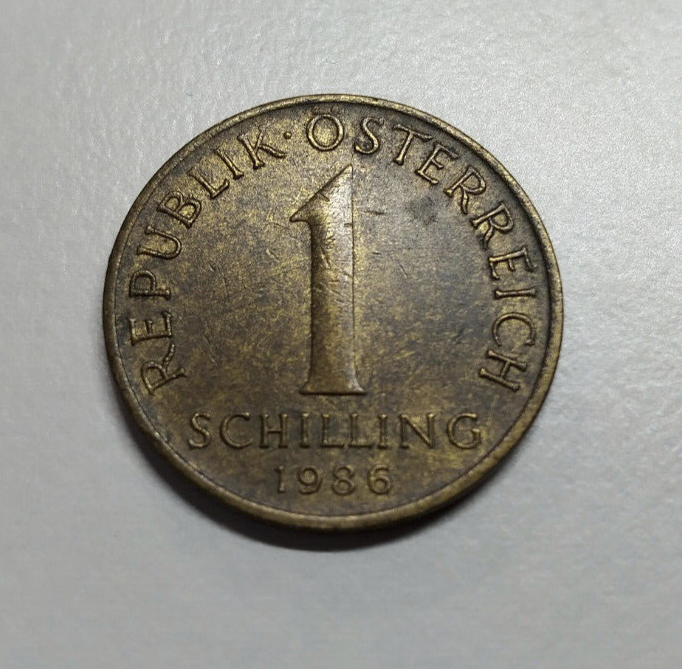 REPUBLIK·ÖSTERREICH
1
SCHILLING
1986